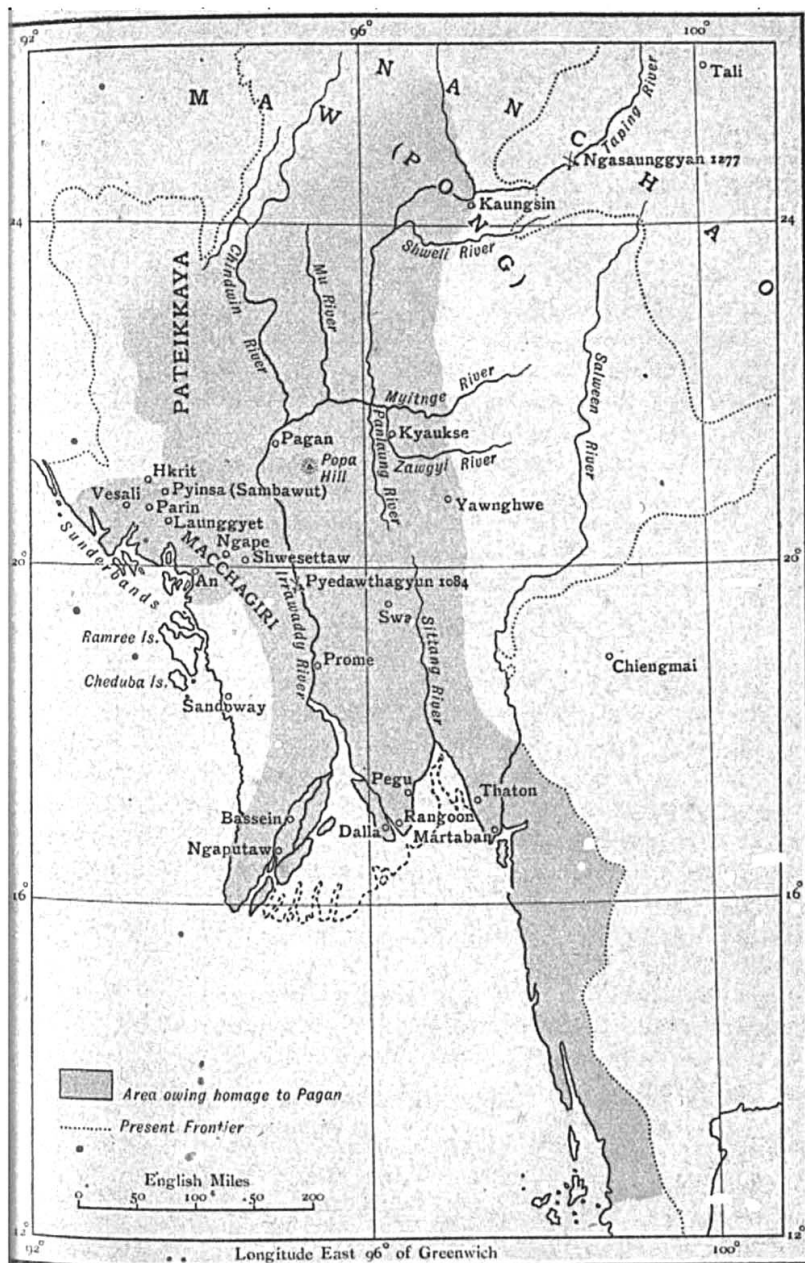 92° 96° 100°
Tali
M A W
N A N C H A O
(P O N G)
Taping River
Ngasaunggyan 1277
Kaungsin
24 24
Shweli River
Chindwin River
Mu River
Salween River
PATEIKKAYA
Myitnge River
Pagan
Kyaukse
Popa Hill
Panlaung River
Zawgyi River
Hkrit
Vesali
Pyinsa (Sambawut)
Parin
Launggyet
Yawnghwe
Ngape
Shwesettaw
20 20°
Sunderbands
MACCHAGIRI
An
Irrawaddy River
Pyedawthagyun 1084
Swa
Sittang River
Ramree Is.
Prome
Chiengmai
Cheduba Is.
Sandoway
Pegu
Thaton
Bassein
Rangoon
Dalla
Mártaban
Ngaputaw
16° 16°
Area owing homage to Pagan
Present Frontier
English Miles
0 50 100 150 200
12° 12°
92° Longitude East 96° of Greenwich 100°